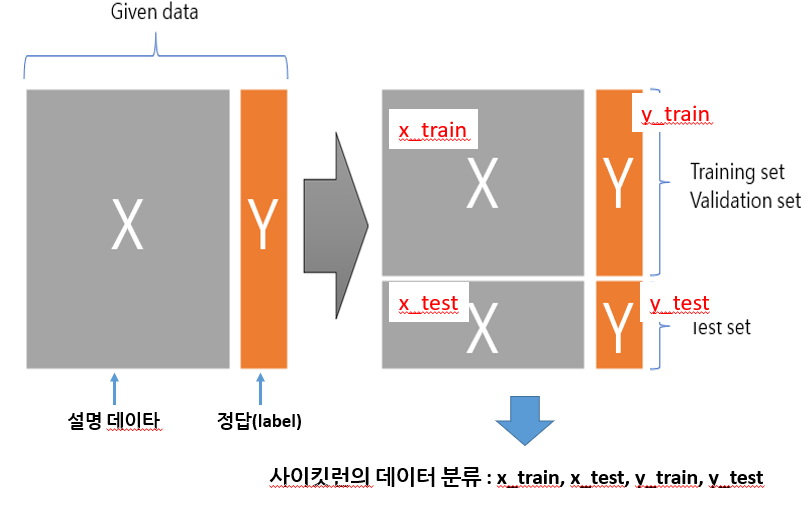 Given data
X
Y
x_train
X
y_train
Y
Training set
Validation set
x_test
X
y_test
Y
Test set
설명 데이타
정답(label)
사이킷런의 데이터 분류 : x_train, x_test, y_train, y_test